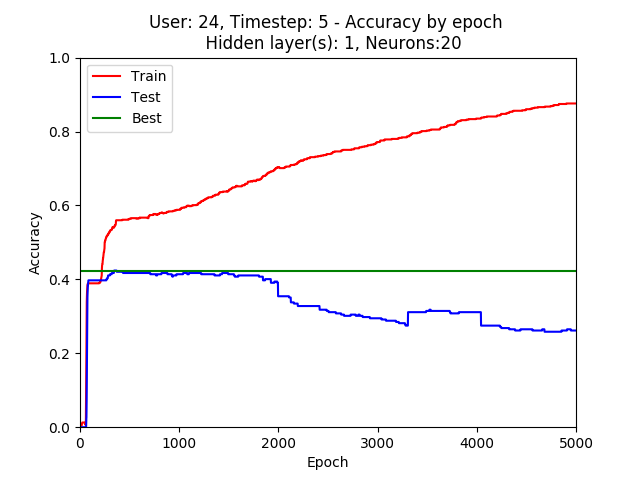 User: 24, Timestep: 5 - Accuracy by epoch
Hidden layer(s): 1, Neurons:20
1.0
0.8
0.6
0.4
0.2
0.0
Accuracy
Train
Test
Best
0 1000 2000 3000 4000 5000
Epoch